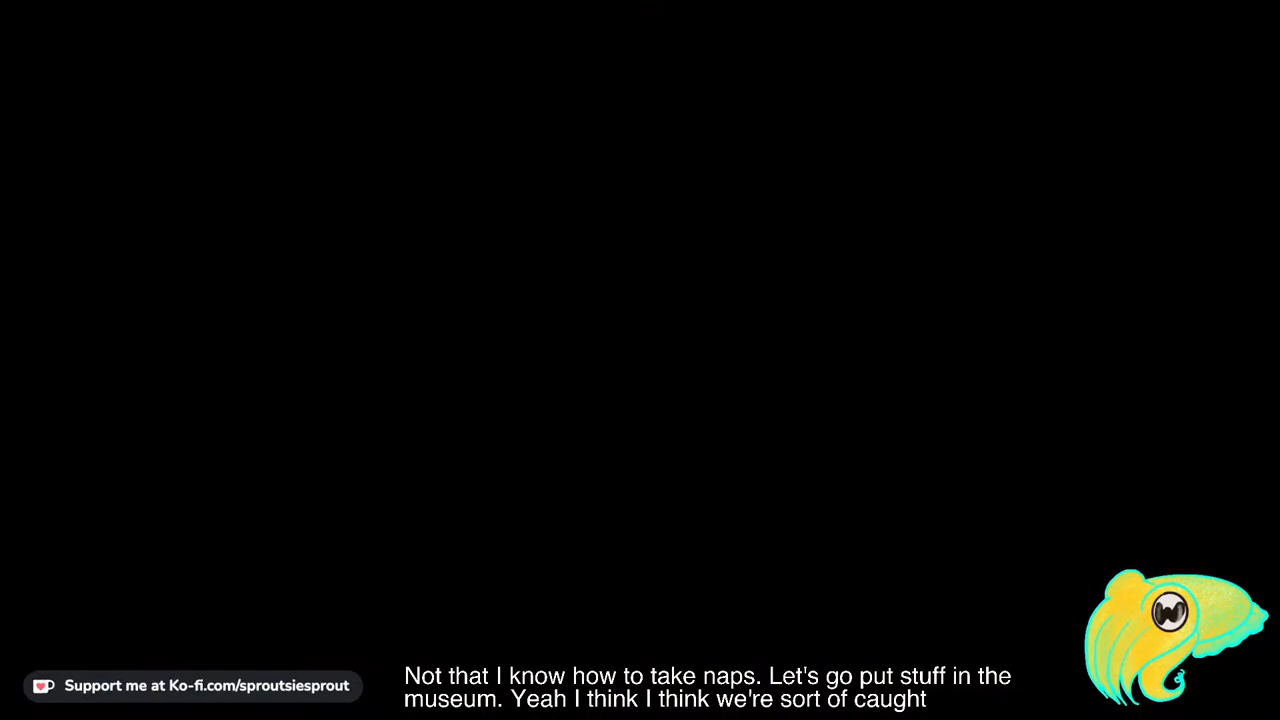 Not that I know how to take naps. Let's go put stuff in the
museum. Yeah I think I think we're sort of caught
Support me at Ko-fi.com/sproutsiesprout